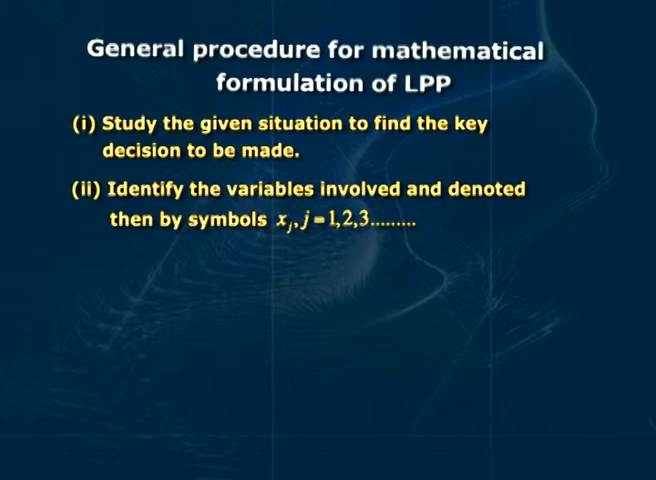 General procedure for mathematical
formulation of LPP
(i) Study the given situation to find the key
decision to be made.
(ii) Identify the variables involved and denoted
then by symbols xⱼ, j = 1,2,3.........